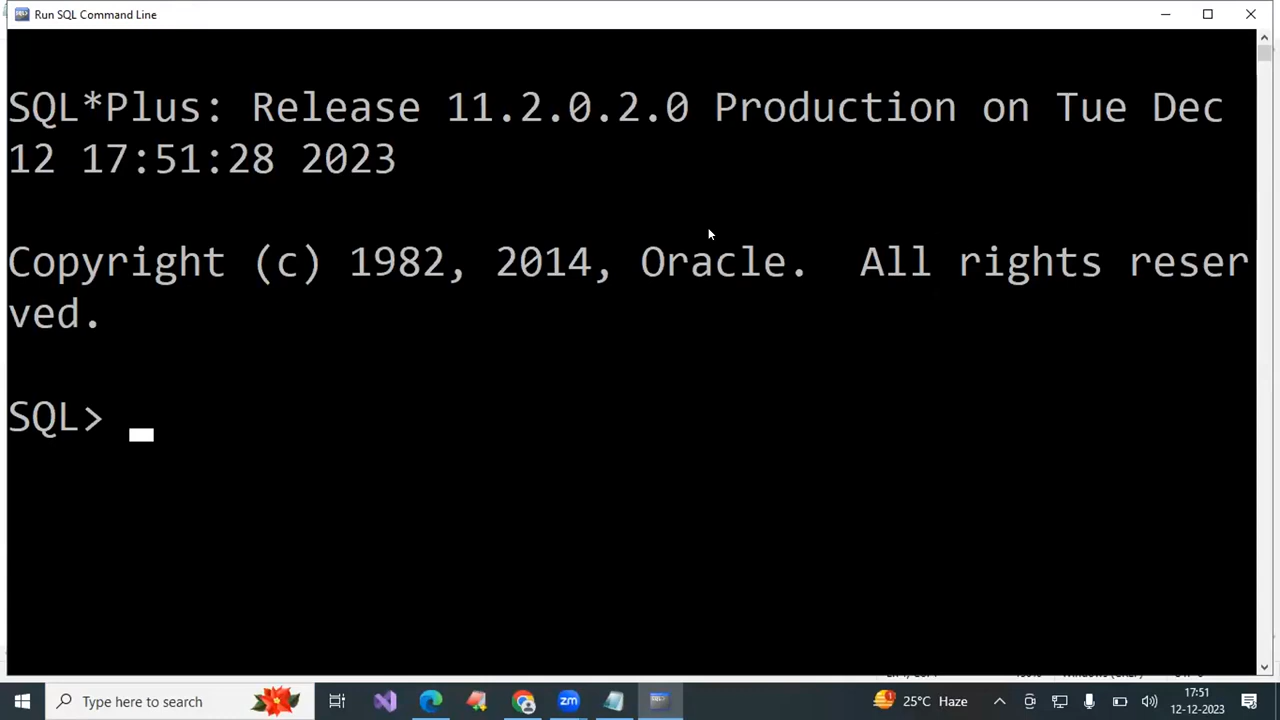 Run SQL Command Line
SQL*Plus: Release 11.2.0.2.0 Production on Tue Dec
12 17:51:28 2023
Copyright (c) 1982, 2014, Oracle.  All rights reser
ved.
SQL>
Type here to search
zm
25°C Haze
17:51
12-12-2023